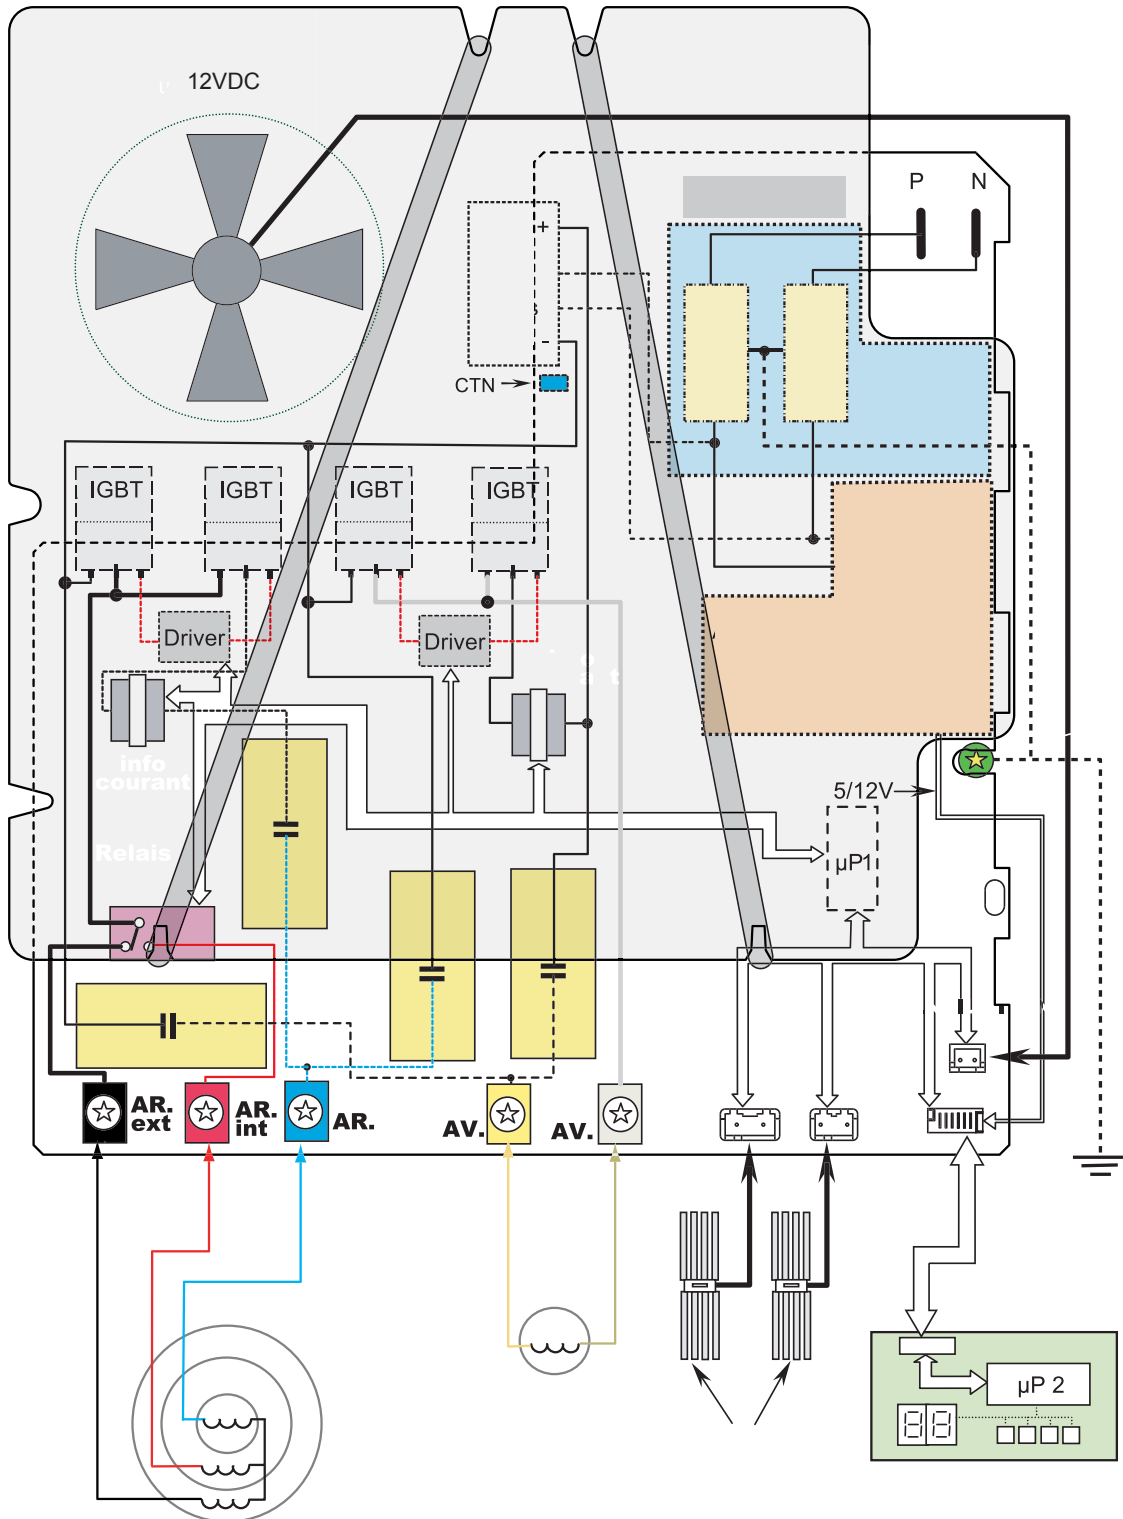 12VDC
P N
+
-
CTN
IGBT IGBT IGBT IGBT
Driver Driver
info
courant
5/12V
µP1
Relais
AR.
ext
AR.
int
AR.
AV.
AV.
µP 2
88